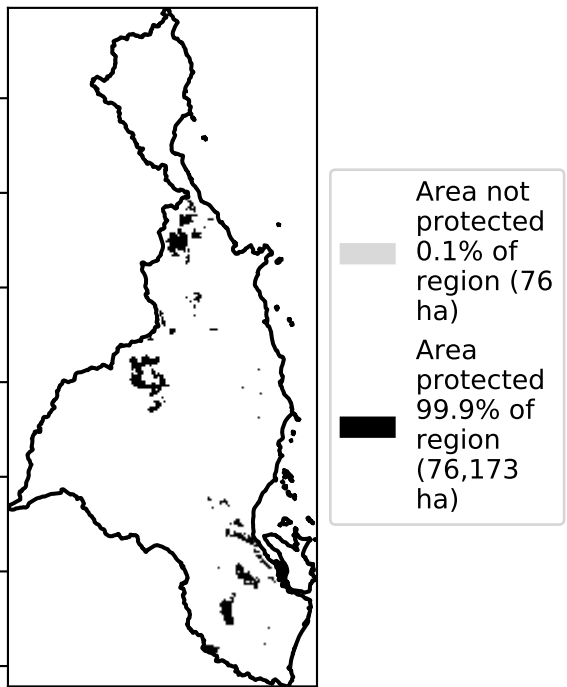 Area not
protected
0.1% of
region (76
ha)
Area
protected
99.9% of
region
(76,173
ha)